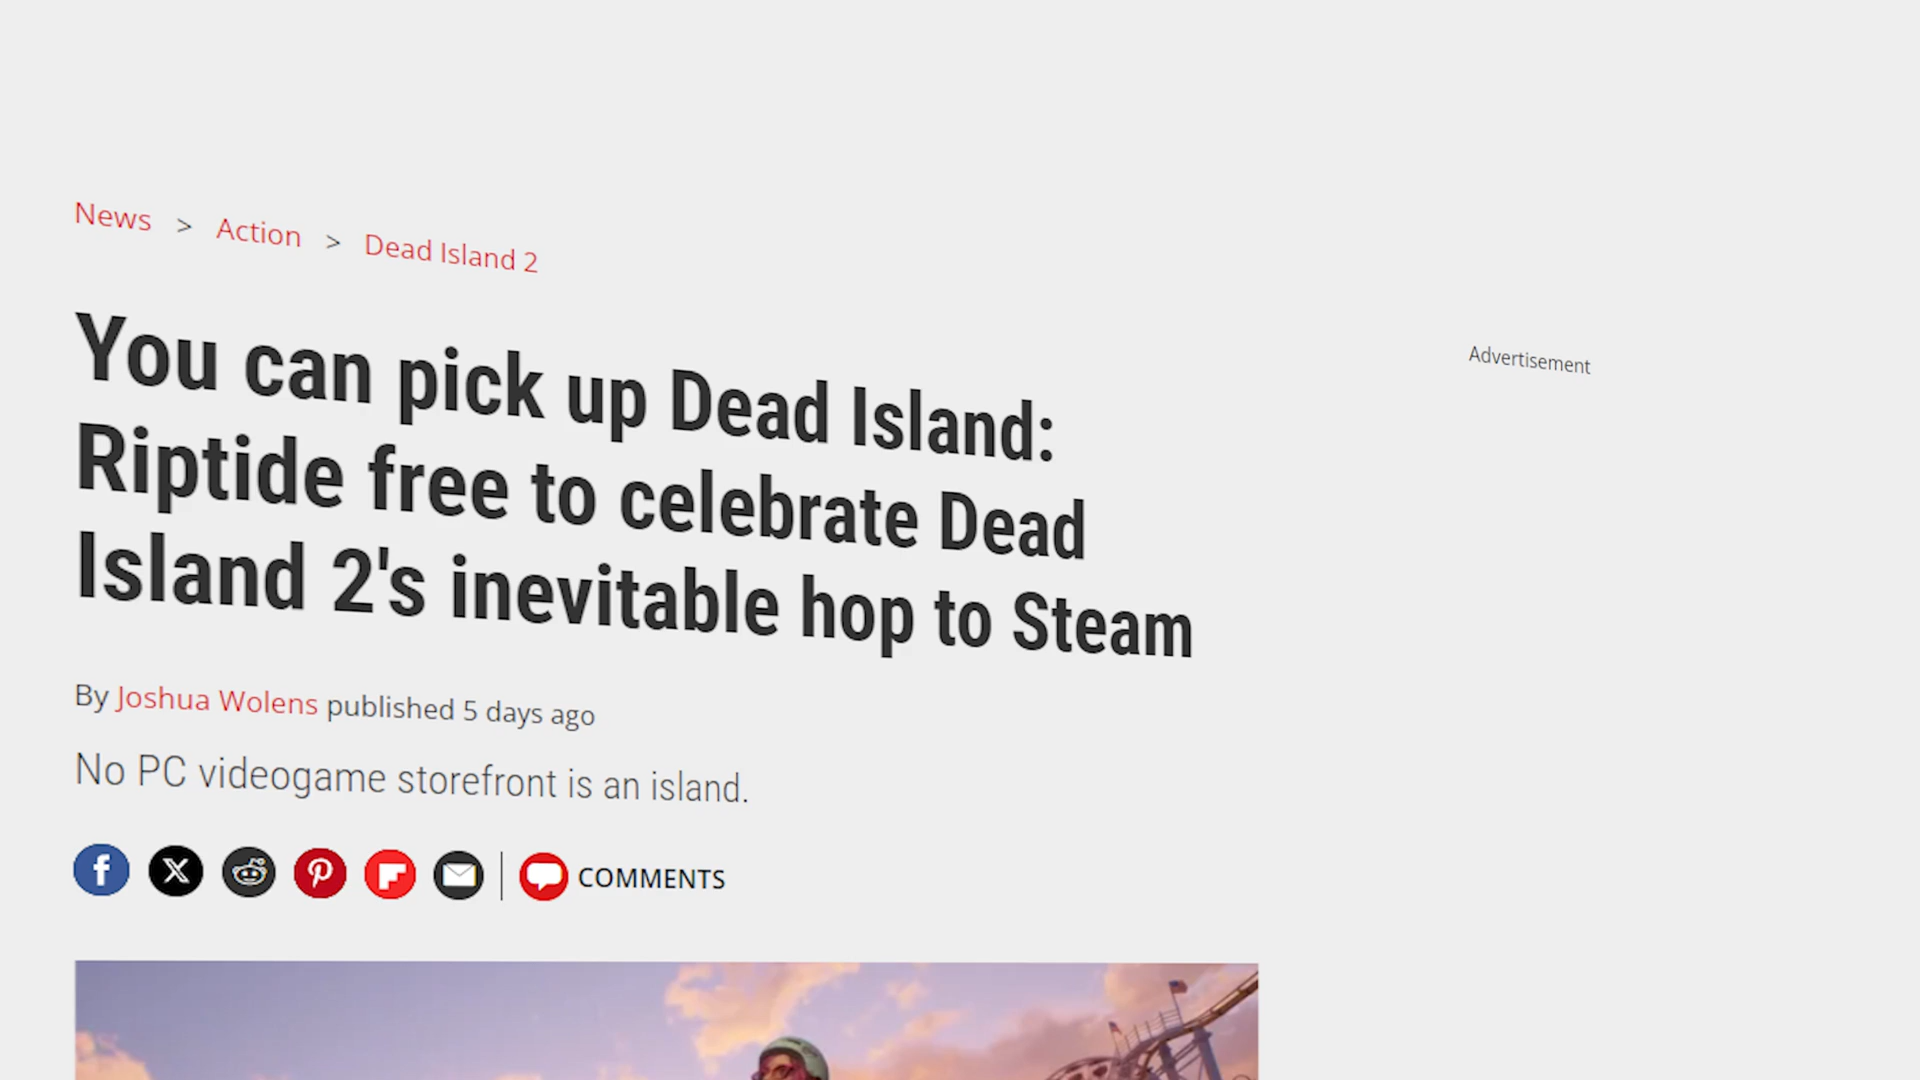 News > Action > Dead Island 2
You can pick up Dead Island:
Riptide free to celebrate Dead
Island 2's inevitable hop to Steam
Advertisement
By Joshua Wolens published 5 days ago
No PC videogame storefront is an island.
COMMENTS